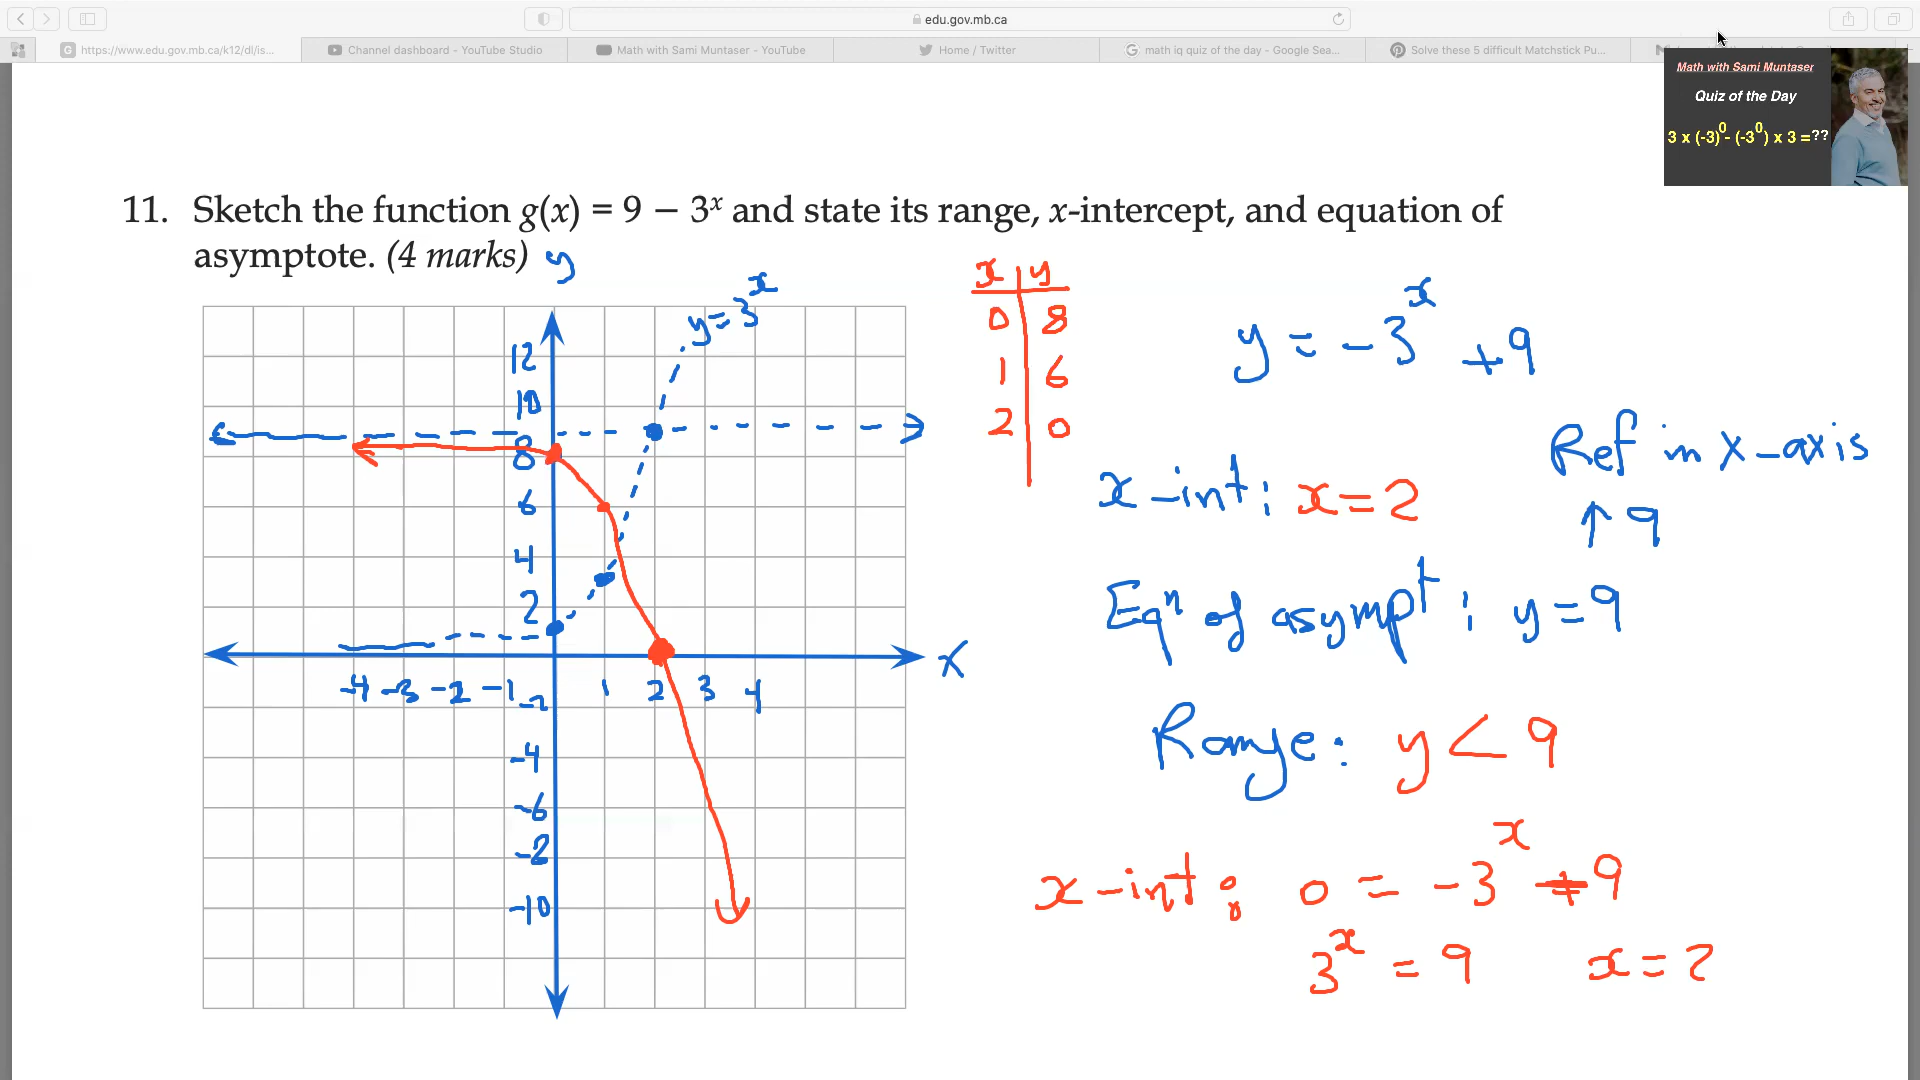 edu.gov.mb.ca
https://www.edu.gov.mb.ca/k12/dl/is...
Channel dashboard - YouTube Studio
Math with Sami Muntaser - YouTube
Home / Twitter
math iq quiz of the day - Google Sea...
Solve these 5 difficult Matchstick Pu...
Math with Sami Muntaser
Quiz of the Day
3 x (-3)⁰- (-3⁰) x 3 =??
11. Sketch the function g(x) = 9 − 3ˣ and state its range, x-intercept, and equation of
asymptote. (4 marks)
y
y = 3ˣ
12
10
8
6
4
2
x
-4 -3 -2 -1 1 2 3 4
-2
-4
-6
-2
-10
x y
0 8
1 6
2 0
y = -3ˣ +9
Ref in x-axis
↑ 9
x-int: x=2
Eqⁿ of asympt: y=9
Range: y < 9
x-int: 0 = -3ˣ +9
3ˣ = 9 x=2